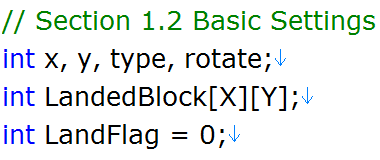 // Section 1.2 Basic Settings
int x, y, type, rotate;↓
int LandedBlock[X][Y];↓
int LandFlag = 0;↓